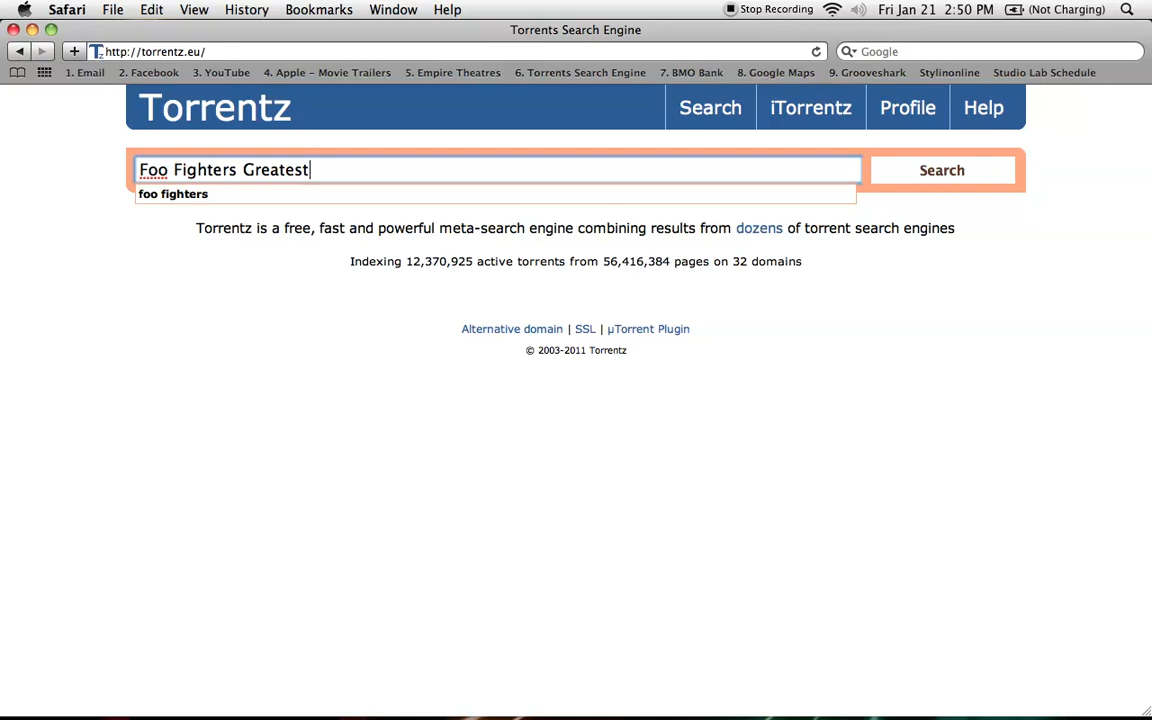 Safari File Edit View History Bookmarks Window Help Stop Recording Fri Jan 21 2:50 PM (Not Charging)
Torrents Search Engine
http://torrentz.eu/ Google
1. Email 2. Facebook 3. YouTube 4. Apple – Movie Trailers 5. Empire Theatres 6. Torrents Search Engine 7. BMO Bank 8. Google Maps 9. Grooveshark Stylinonline Studio Lab Schedule
Torrentz Search iTorrentz Profile Help
Foo Fighters Greatest Search
foo fighters
Torrentz is a free, fast and powerful meta-search engine combining results from dozens of torrent search engines
Indexing 12,370,925 active torrents from 56,416,384 pages on 32 domains
Alternative domain | SSL | µTorrent Plugin
© 2003-2011 Torrentz